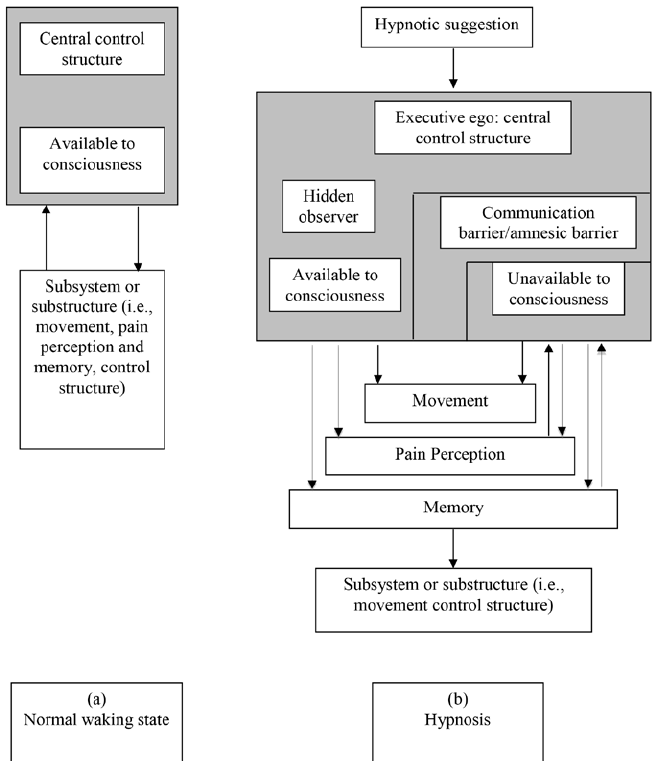 Central control
structure
Available to
consciousness
Subsystem or
substructure (i.e.,
movement, pain
perception and
memory, control
structure)
Hypnotic suggestion
Executive ego: central
control structure
Hidden
observer
Communication
barrier/amnesic barrier
Available to
consciousness
Unavailable to
consciousness
Movement
Pain Perception
Memory
Subsystem or substructure (i.e.,
movement control structure)
(a)
Normal waking state
(b)
Hypnosis